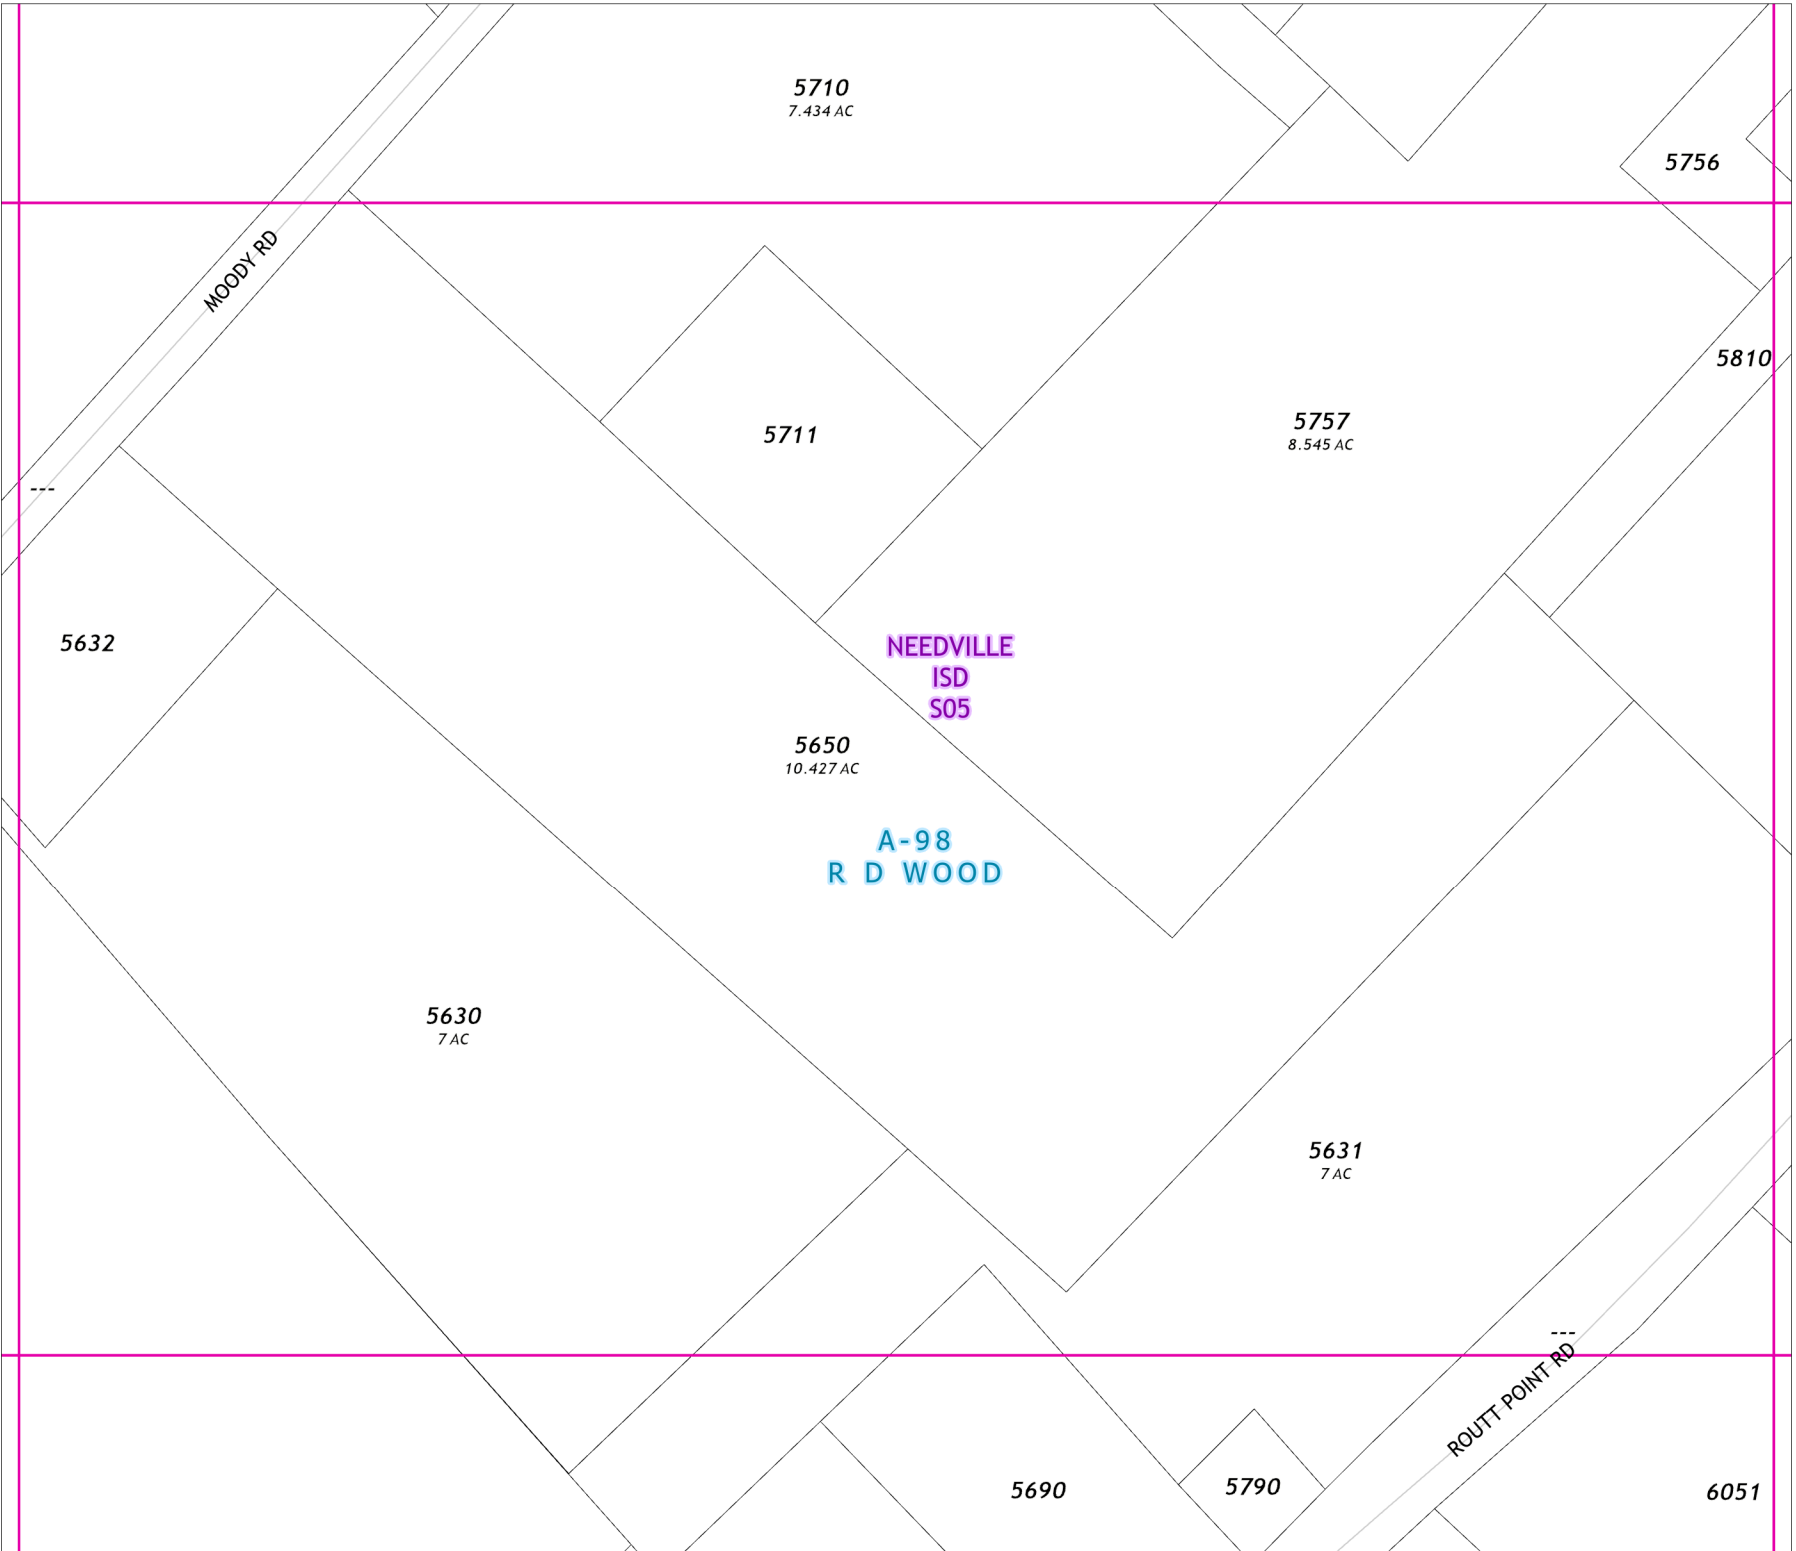 5710
7.434 AC
5756
MOODY RD
5810
5757
8.545 AC
5711
---
5632
NEEDVILLE
ISD
S05
5650
10.427 AC
A-98
R D WOOD
5630
7 AC
5631
7 AC
---
ROUTT POINT RD
5690
5790
6051